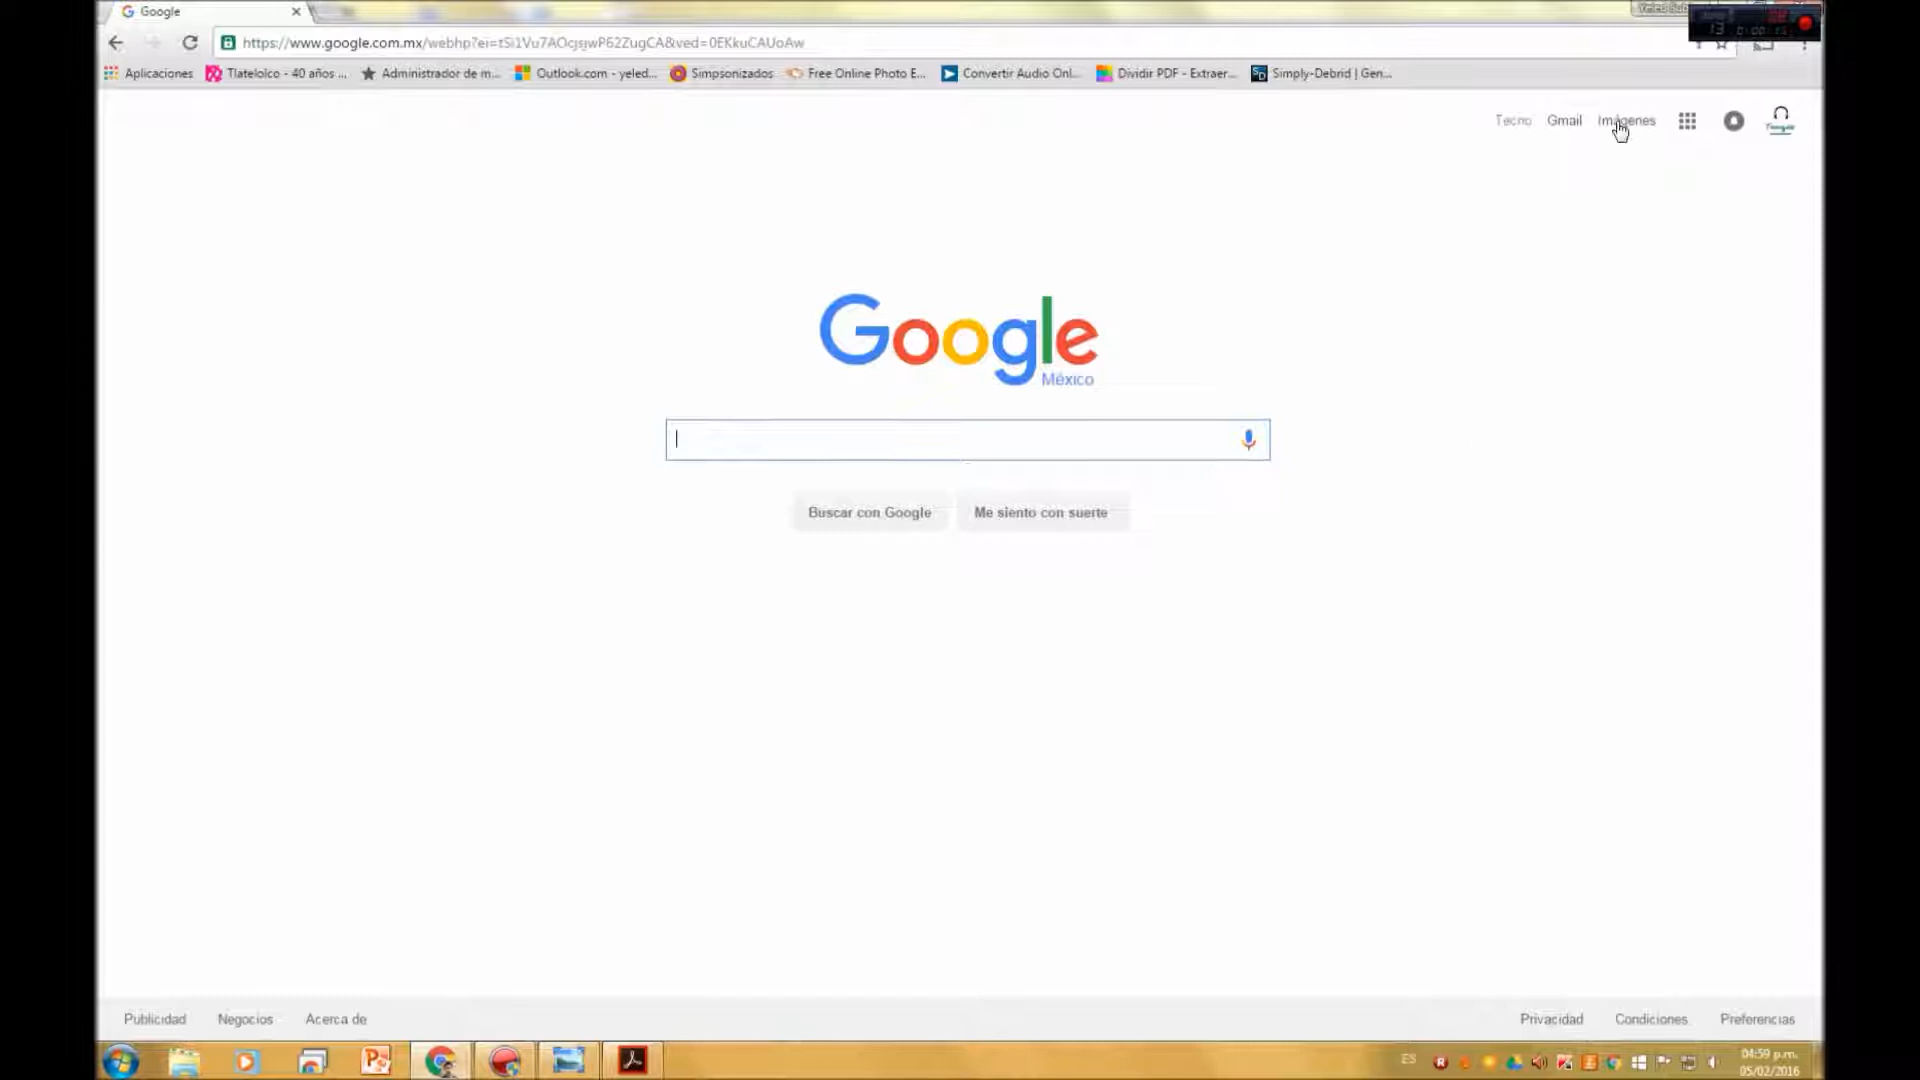 Google
https://www.google.com.mx/webhp?ei=tSi1Vu7AOcjsjwP62ZugCA&ved=0EKkuCAUoAw
Aplicaciones
Tlatelolco - 40 años ...
Administrador de m...
Outlook.com - yeled...
Simpsonizados
Free Online Photo E...
Convertir Audio Onl...
Dividir PDF - Extraer...
Simply-Debrid | Gen...
Tecno
Gmail
Imágenes
Google
México
Buscar con Google
Me siento con suerte
Publicidad
Negocios
Acerca de
Privacidad
Condiciones
Preferencias
ES
04:59 p.m.
05/02/2016